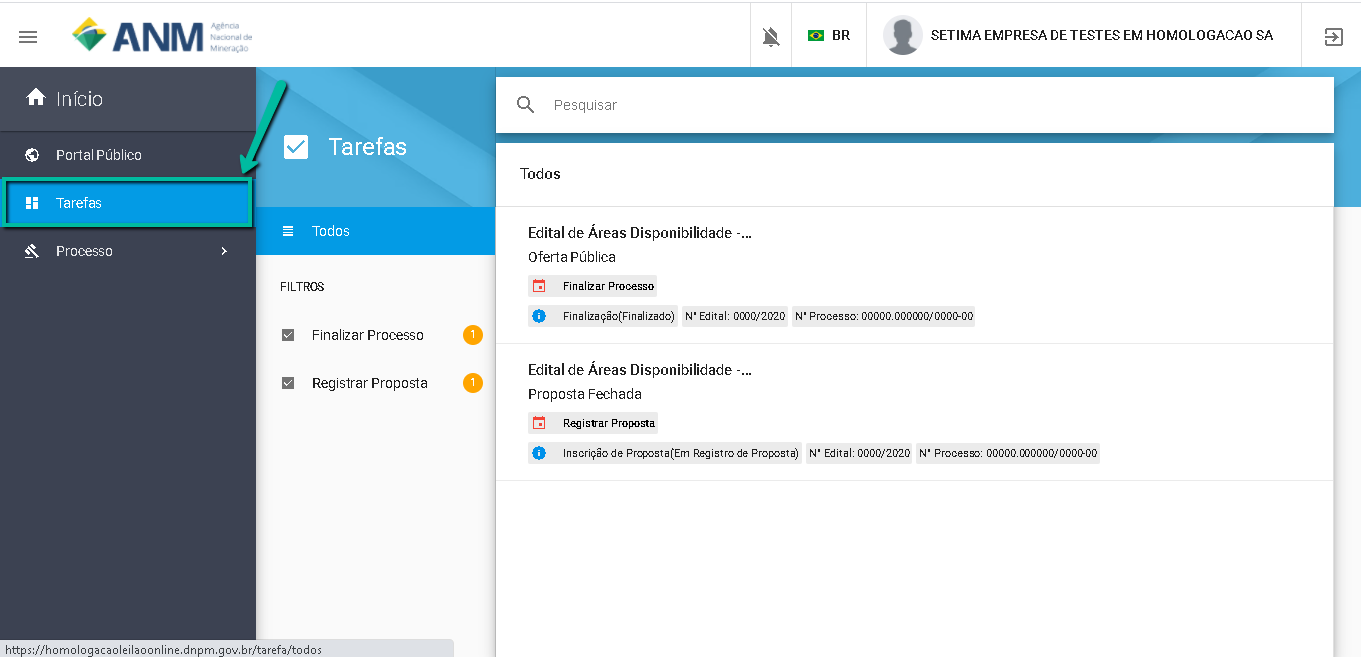 ANM
Agência
Nacional de
Mineração
BR
SETIMA EMPRESA DE TESTES EM HOMOLOGACAO SA
Início
Portal Público
Tarefas
Processo
Tarefas
Todos
FILTROS
Finalizar Processo 1
Registrar Proposta 1
Pesquisar
Todos
Edital de Áreas Disponibilidade -...
Oferta Pública
Finalizar Processo
Finalização(Finalizado) N° Edital: 0000/2020 N° Processo: 00000.000000/0000-00
Edital de Áreas Disponibilidade -...
Proposta Fechada
Registrar Proposta
Inscrição de Proposta(Em Registro de Proposta) N° Edital: 0000/2020 N° Processo: 00000.000000/0000-00
https://homologacaoleilaoonline.dnpm.gov.br/tarefa/todos